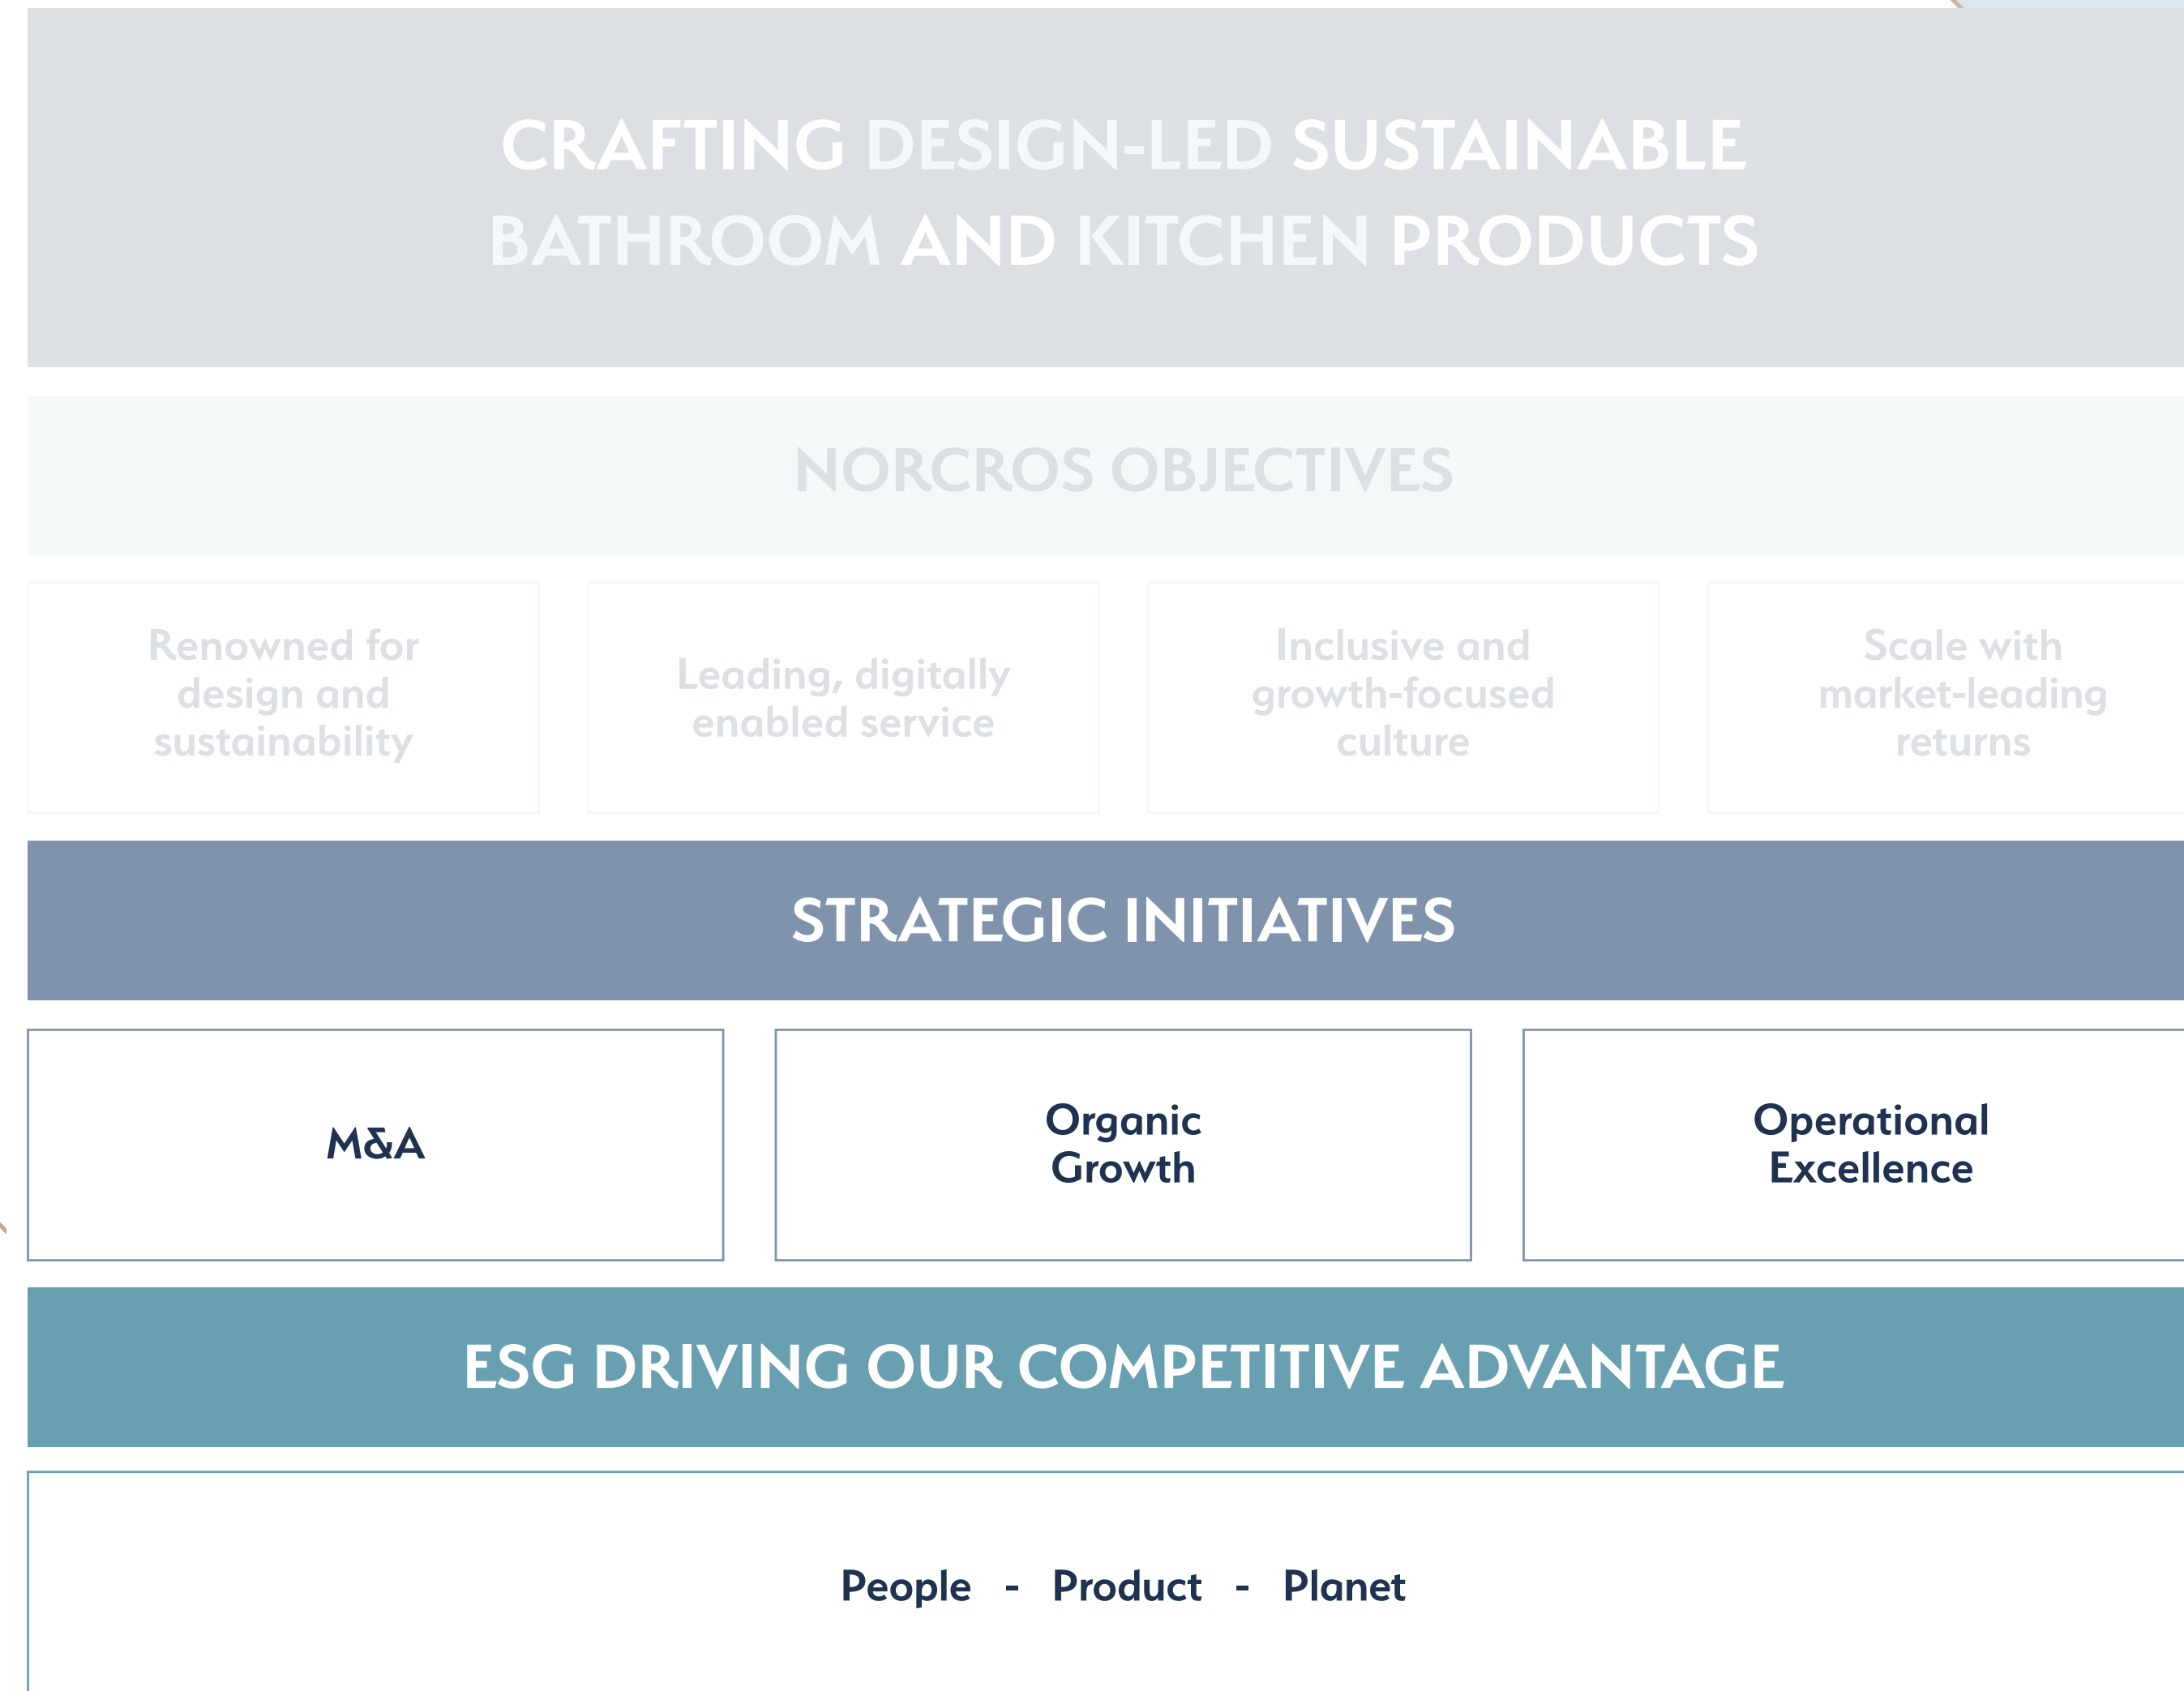 CRAFTING DESIGN-LED SUSTAINABLE
BATHROOM AND KITCHEN PRODUCTS
NORCROS OBJECTIVES
Renowned for
design and
sustainability
Leading, digitally
enabled service
Inclusive and
growth-focused
culture
Scale with
market-leading
returns
STRATEGIC INITIATIVES
M&A
Organic
Growth
Operational
Excellence
ESG DRIVING OUR COMPETITIVE ADVANTAGE
People - Product - Planet